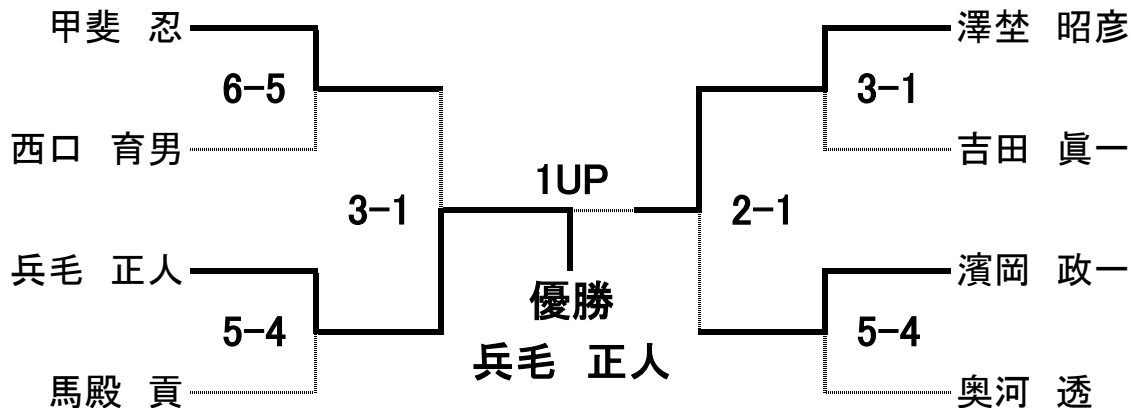 甲斐 忍
6-5
西口 育男
3-1
兵毛 正人
5-4
馬殿 貢
1UP
優勝
兵毛 正人
澤埜 昭彦
3-1
吉田 眞一
2-1
濱岡 政一
5-4
奥河 透